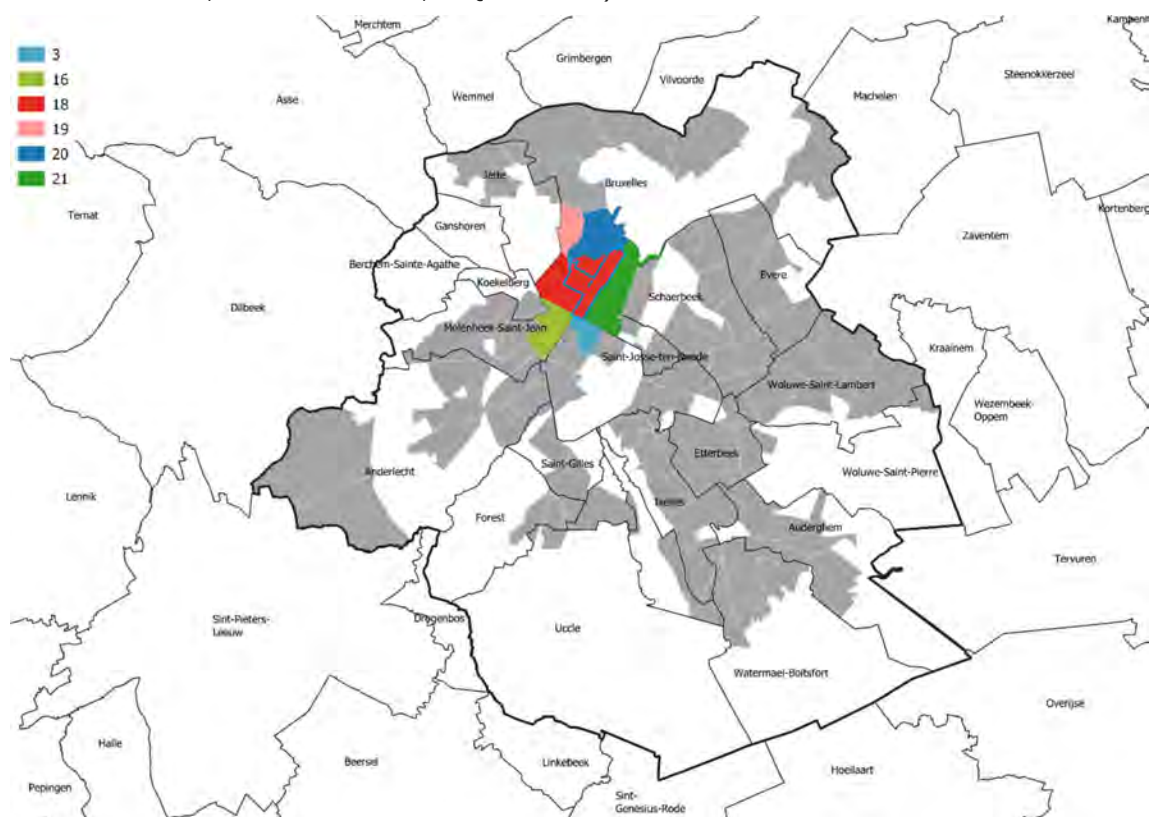 Merchtem
Kampenh
Grimbergen
3
Vilvoorde
Steenokkerzeel
16
Asse
Wemmel
Machelen
18
19
20
Jette
21
Bruxelles
Ternat
Ganshoren
Kortenberg
Zaventem
Berchem-Sainte-Agathe
Evere
Koekelberg
Schaerbeek
Dilbeek
Molenbeek-Saint-Jean
Kraainem
Saint-Josse-ten-Noode
Woluwe-Saint-Lambert
Wezembeek-
Oppem
Etterbeek
Saint-Gilles
Anderlecht
Woluwe-Saint-Pierre
Lennik
Ixelles
Forest
Auderghem
Tervuren
Sint-Pieters-
Leeuw
Drogenbos
Uccle
Watermael-Boitsfort
Overijse
Halle
Beersel
Linkebeek
Hoeilaart
Pepingen
Sint-
Genesius-Rode